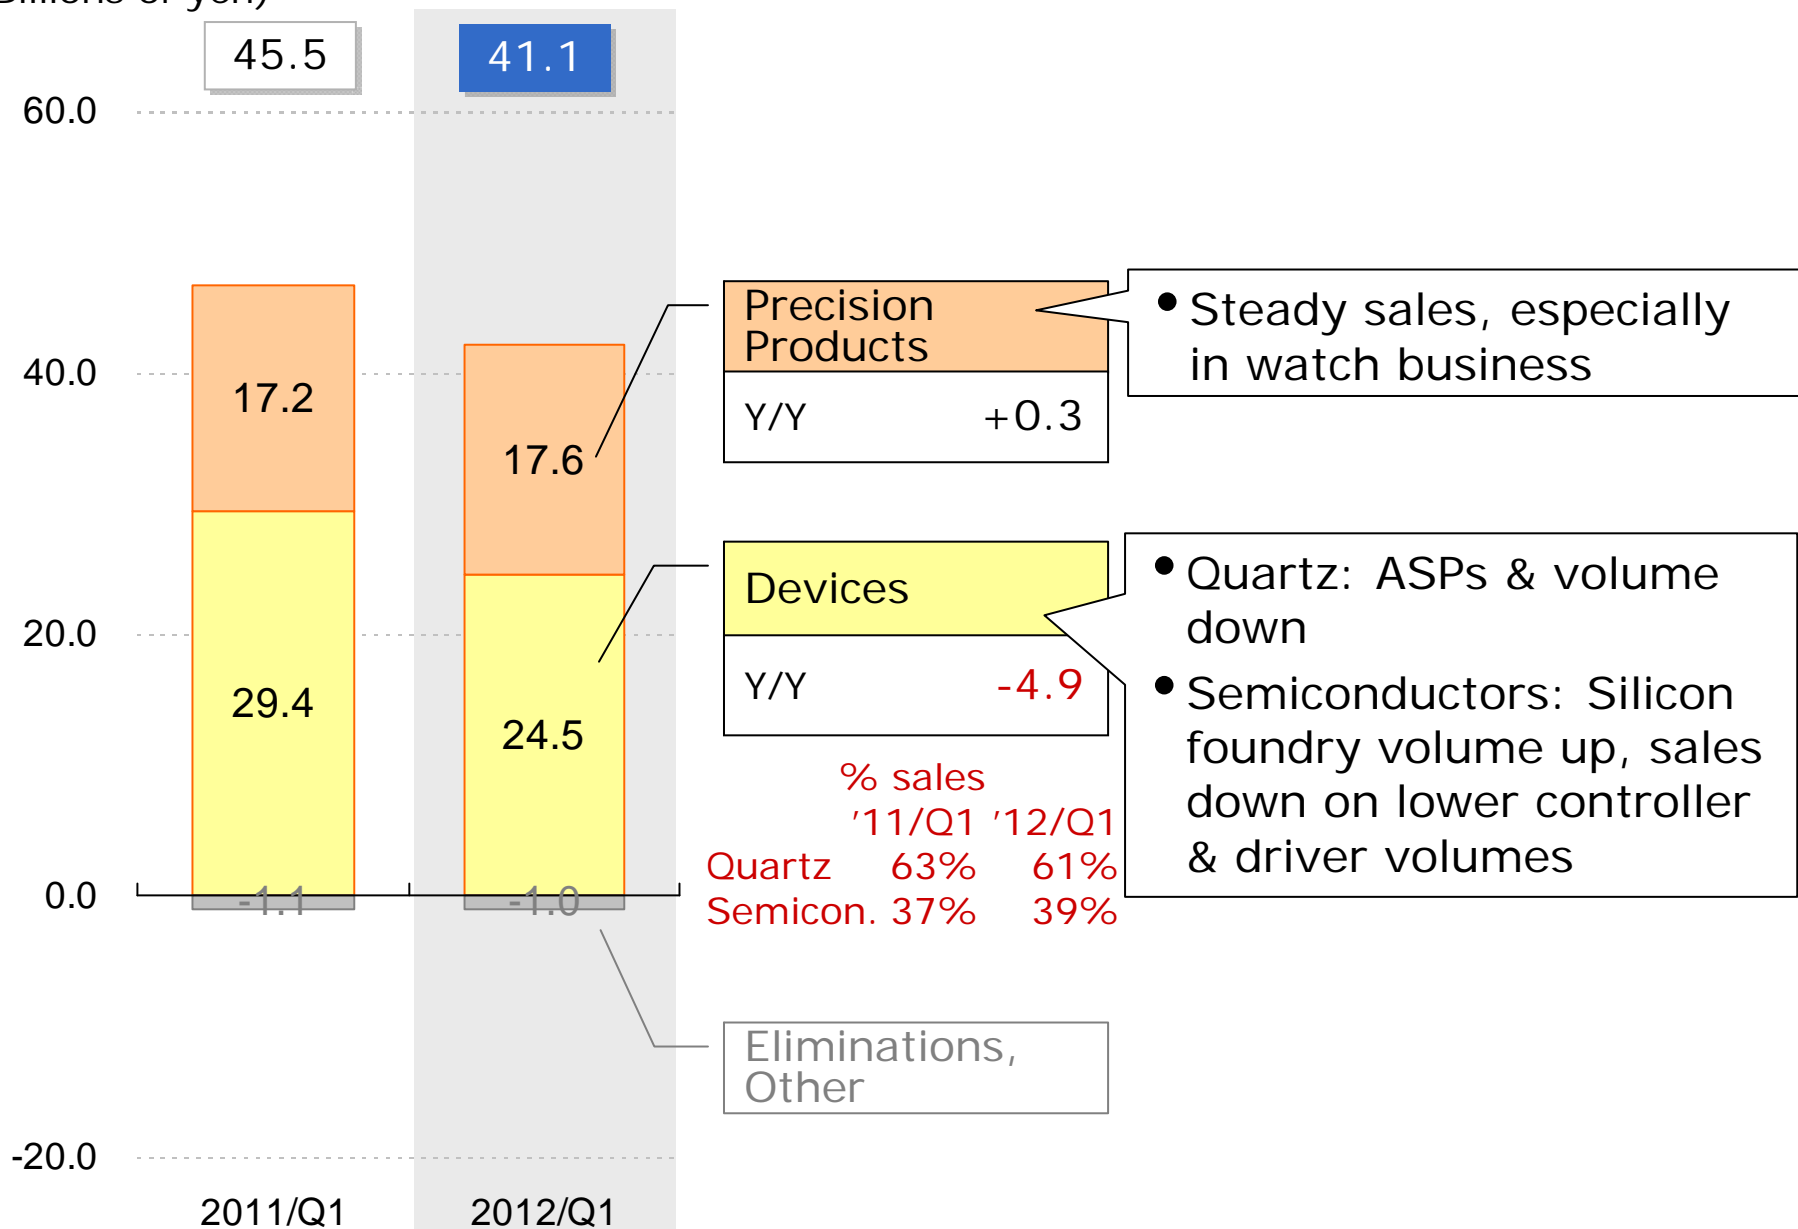 45.5
41.1
60.0
40.0
20.0
0.0
-20.0
17.2
17.6
29.4
24.5
-1.1
-1.0
2011/Q1
2012/Q1
Precision
Products
Y/Y +0.3
• Steady sales, especially
in watch business
Devices
Y/Y -4.9
• Quartz: ASPs & volume
down
• Semiconductors: Silicon
foundry volume up, sales
down on lower controller
& driver volumes
% sales
'11/Q1 '12/Q1
Quartz 63% 61%
Semicon. 37% 39%
Eliminations,
Other